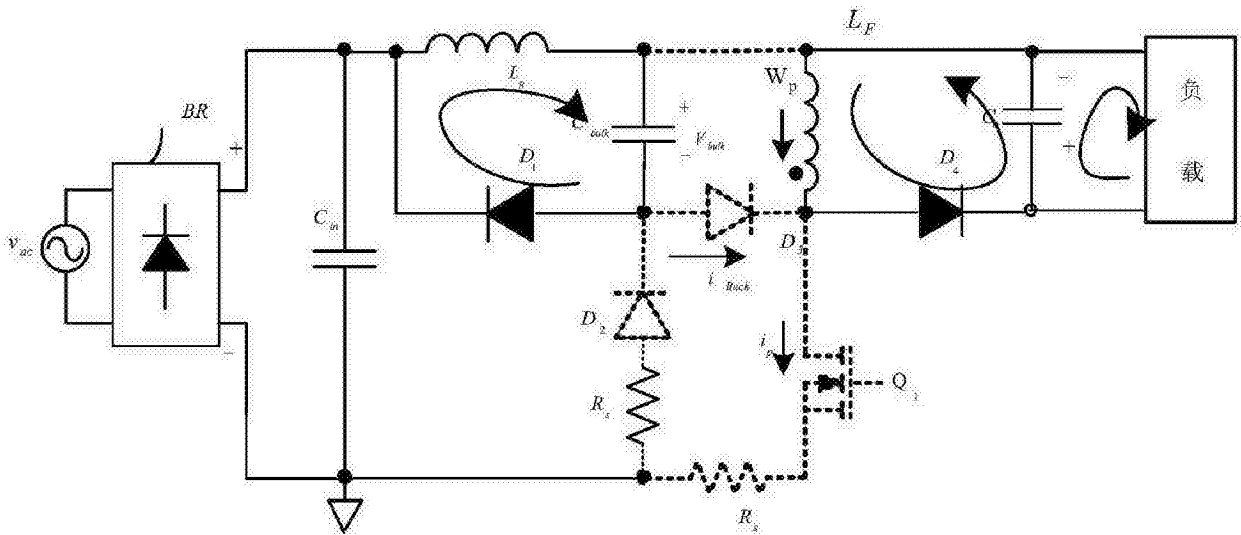 L_F
BR
+
L_B
W_p
−
负
C_bulk
+
V_bulk
−
C
D_1
D_4
+
载
v_ac
C_in
D_3
i_Buck
D_2
i_p
Q_1
R_s
−
R_s